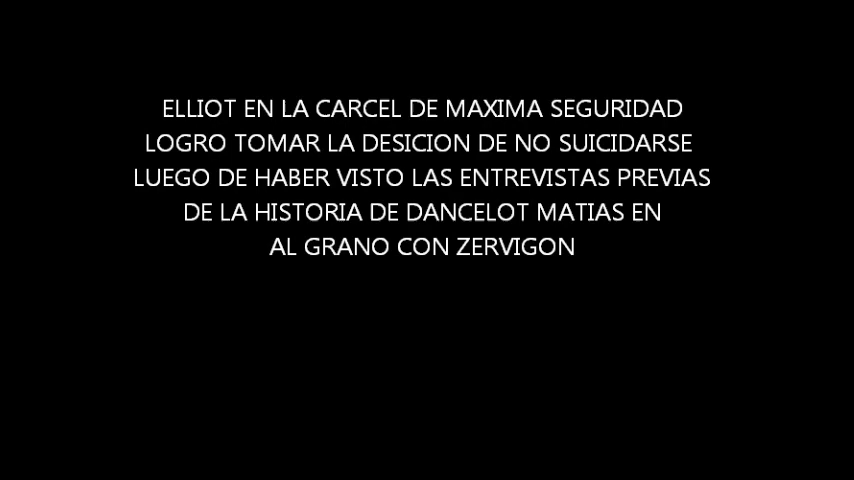 ELLIOT EN LA CARCEL DE MAXIMA SEGURIDAD
LOGRO TOMAR LA DESICION DE NO SUICIDARSE
LUEGO DE HABER VISTO LAS ENTREVISTAS PREVIAS
DE LA HISTORIA DE DANCELOT MATIAS EN
AL GRANO CON ZERVIGON